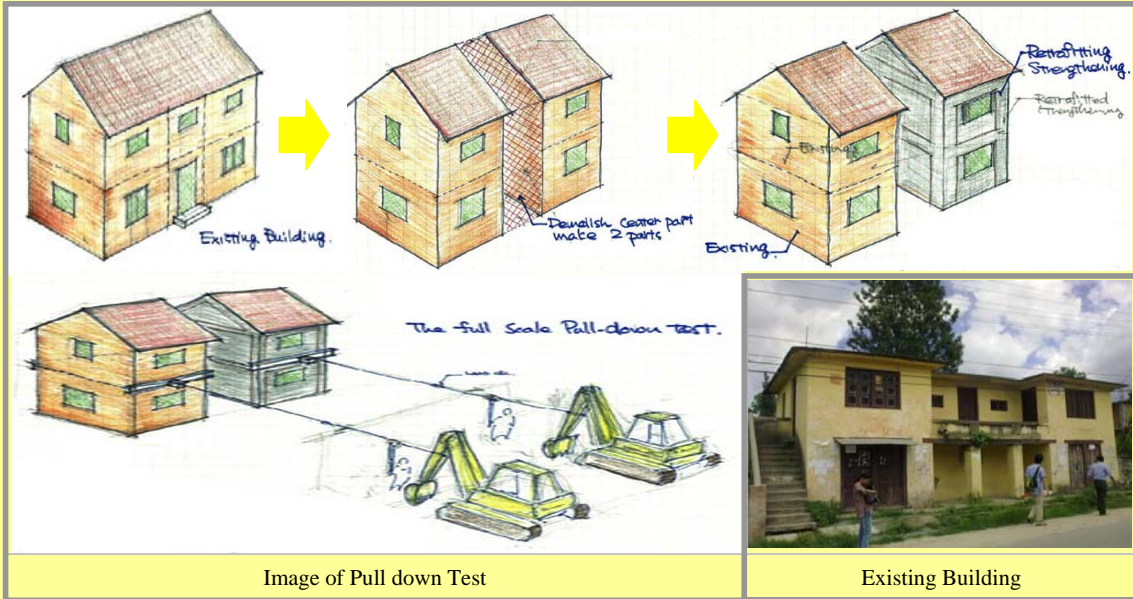 Retrofitting
Strengthening.
Retrofitted
Existing
Existing Building.
Demolish Center part
make 2 parts
Existing
The full scale Pull-down test.
Image of Pull down Test
Existing Building